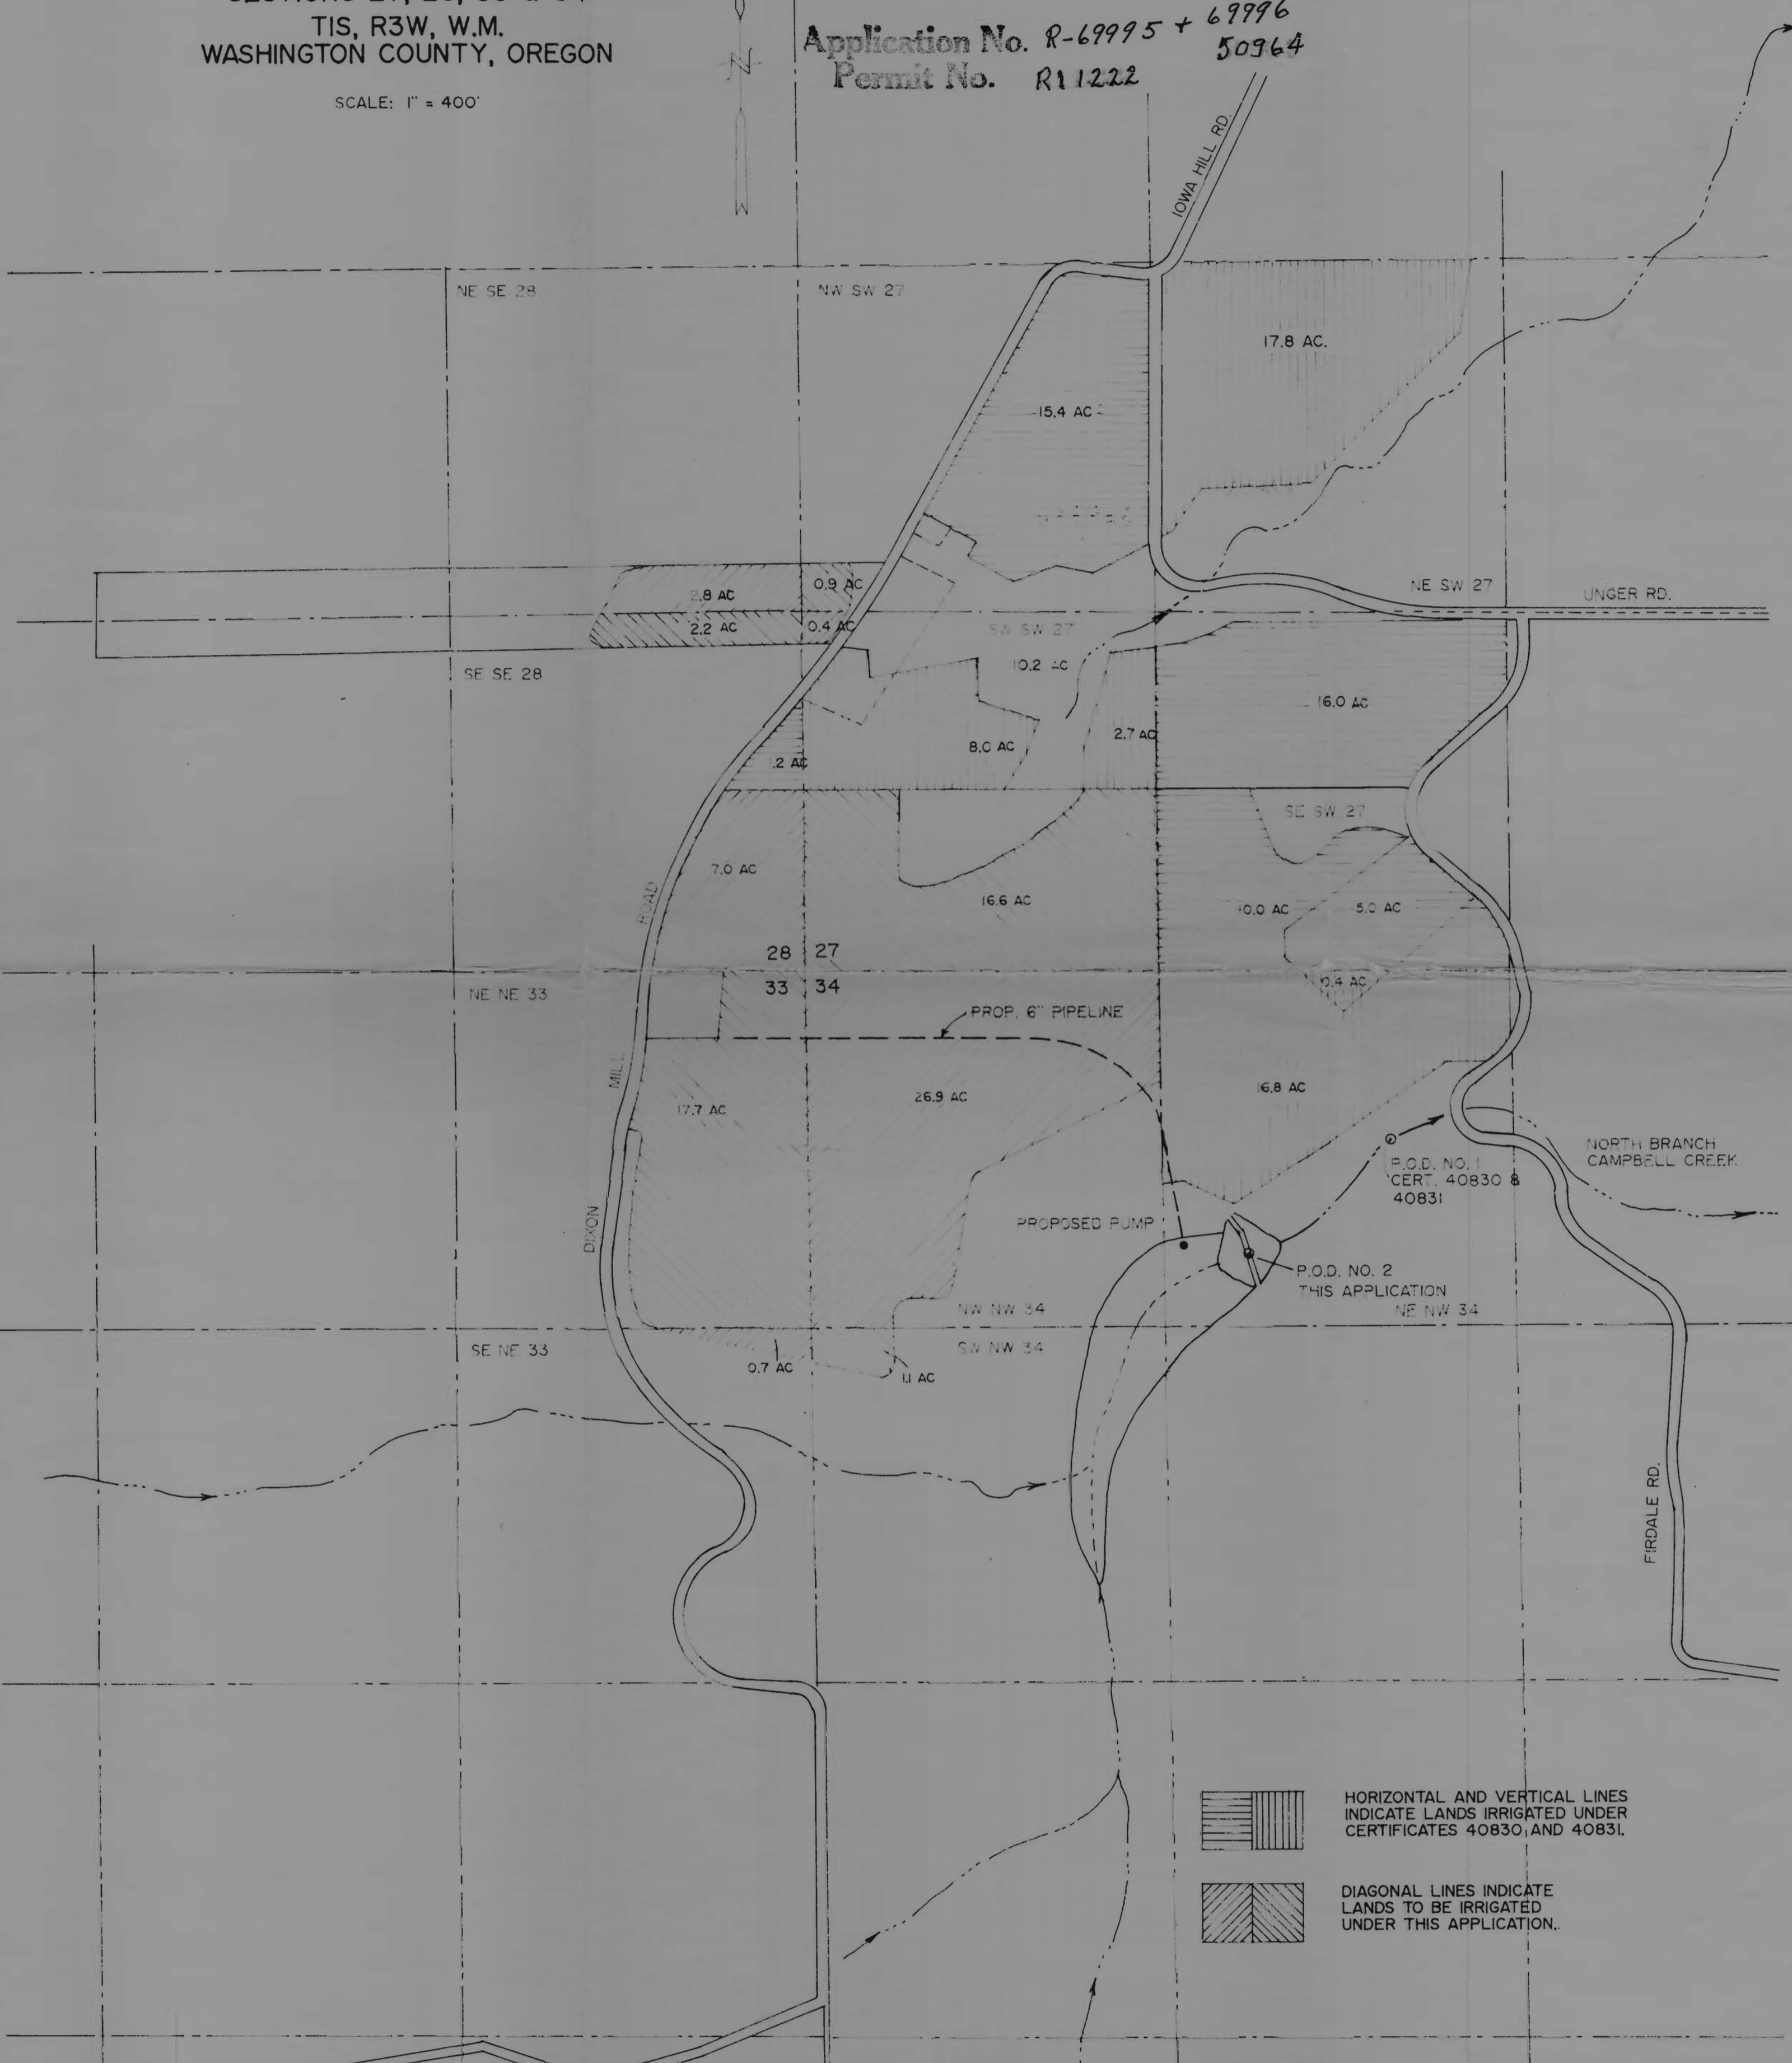 TIS, R3W, W.M.
WASHINGTON COUNTY, OREGON
SCALE: 1" = 400'
N
Application No. R-69995 + 69996
50964
Permit No. R11222
IOWA HILL RD.
NE SE 28
NW SW 27
17.8 AC.
15.4 AC
2.8 AC
0.9 AC
2.2 AC
0.4 AC
NE SW 27
UNGER RD.
SW SW 27
10.2 AC
SE SE 28
16.0 AC
2.7 AC
8.0 AC
.2 AC
SE SW 27
7.0 AC
16.6 AC
10.0 AC
5.0 AC
ROAD
28 27
33 34
NE NE 33
0.4 AC
PROP. 6" PIPELINE
MILL
17.7 AC
26.9 AC
16.8 AC
NORTH BRANCH
CAMPBELL CREEK
P.O.D. NO. 1
CERT. 40830 &
40831
DIXON
PROPOSED PUMP
P.O.D. NO. 2
THIS APPLICATION
NW NW 34
NE NW 34
SE NE 33
SW NW 34
0.7 AC
1.1 AC
FIRDALE RD.
HORIZONTAL AND VERTICAL LINES
INDICATE LANDS IRRIGATED UNDER
CERTIFICATES 40830 AND 40831.
DIAGONAL LINES INDICATE
LANDS TO BE IRRIGATED
UNDER THIS APPLICATION.